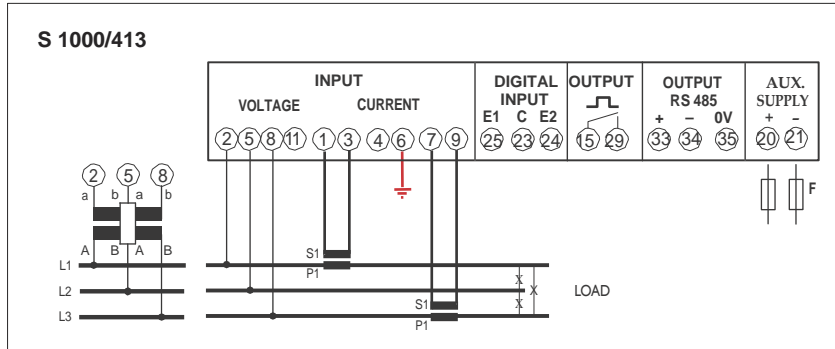 S 1000/413
INPUT
VOLTAGE CURRENT
DIGITAL
INPUT
E1 C E2
OUTPUT
OUTPUT
RS 485
+ – 0V
AUX.
SUPPLY
+ –
2 5 8 11 1 3 4 6 7 9 25 23 24 15 29 33 34 35 20 21
2 5 8
a b a b
F
A B A B
S1
P1
L1
L2
L3
S1
P1
X
X
X
LOAD